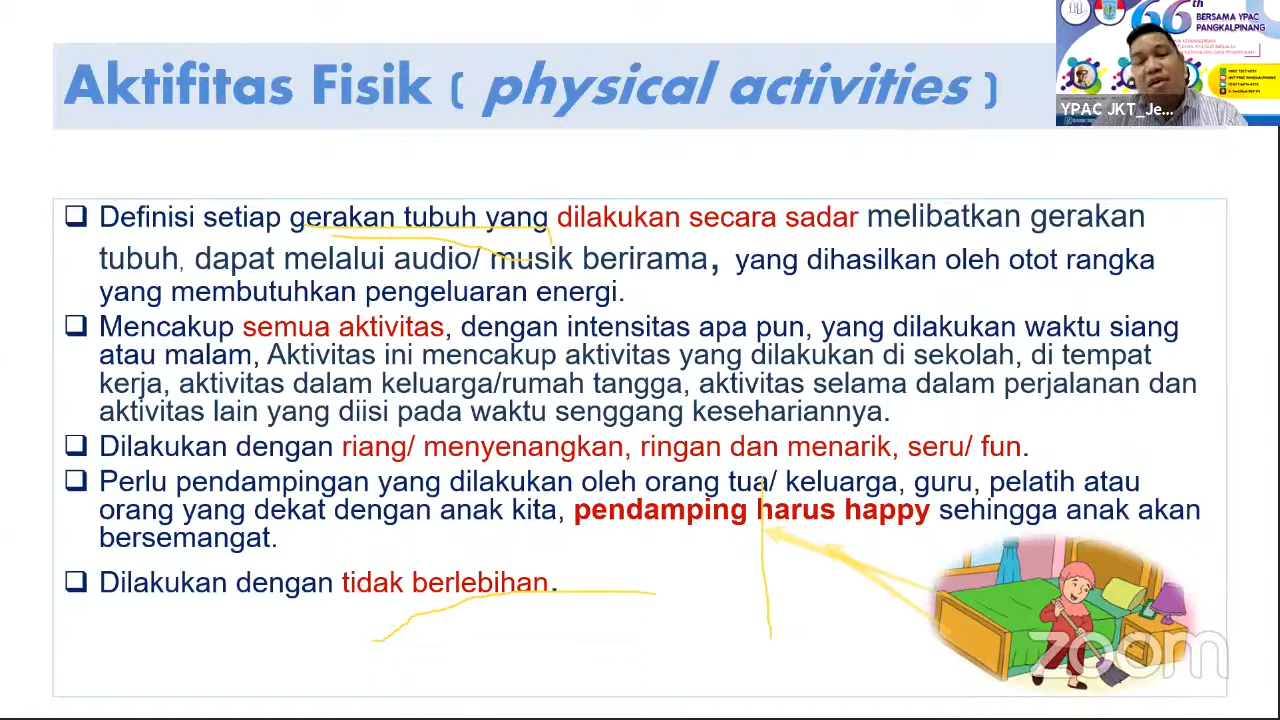 Aktifitas Fisik ( physical activities )
66th
BERSAMA YPAC
PANGKALPINANG
YPAC JKT_Je...
❑ Definisi setiap gerakan tubuh yang dilakukan secara sadar melibatkan gerakan
tubuh, dapat melalui audio/ musik berirama, yang dihasilkan oleh otot rangka
yang membutuhkan pengeluaran energi.
❑ Mencakup semua aktivitas, dengan intensitas apa pun, yang dilakukan waktu siang
atau malam, Aktivitas ini mencakup aktivitas yang dilakukan di sekolah, di tempat
kerja, aktivitas dalam keluarga/rumah tangga, aktivitas selama dalam perjalanan dan
aktivitas lain yang diisi pada waktu senggang kesehariannya.
❑ Dilakukan dengan riang/ menyenangkan, ringan dan menarik, seru/ fun.
❑ Perlu pendampingan yang dilakukan oleh orang tua/ keluarga, guru, pelatih atau
orang yang dekat dengan anak kita, pendamping harus happy sehingga anak akan
bersemangat.
❑ Dilakukan dengan tidak berlebihan.
zoom